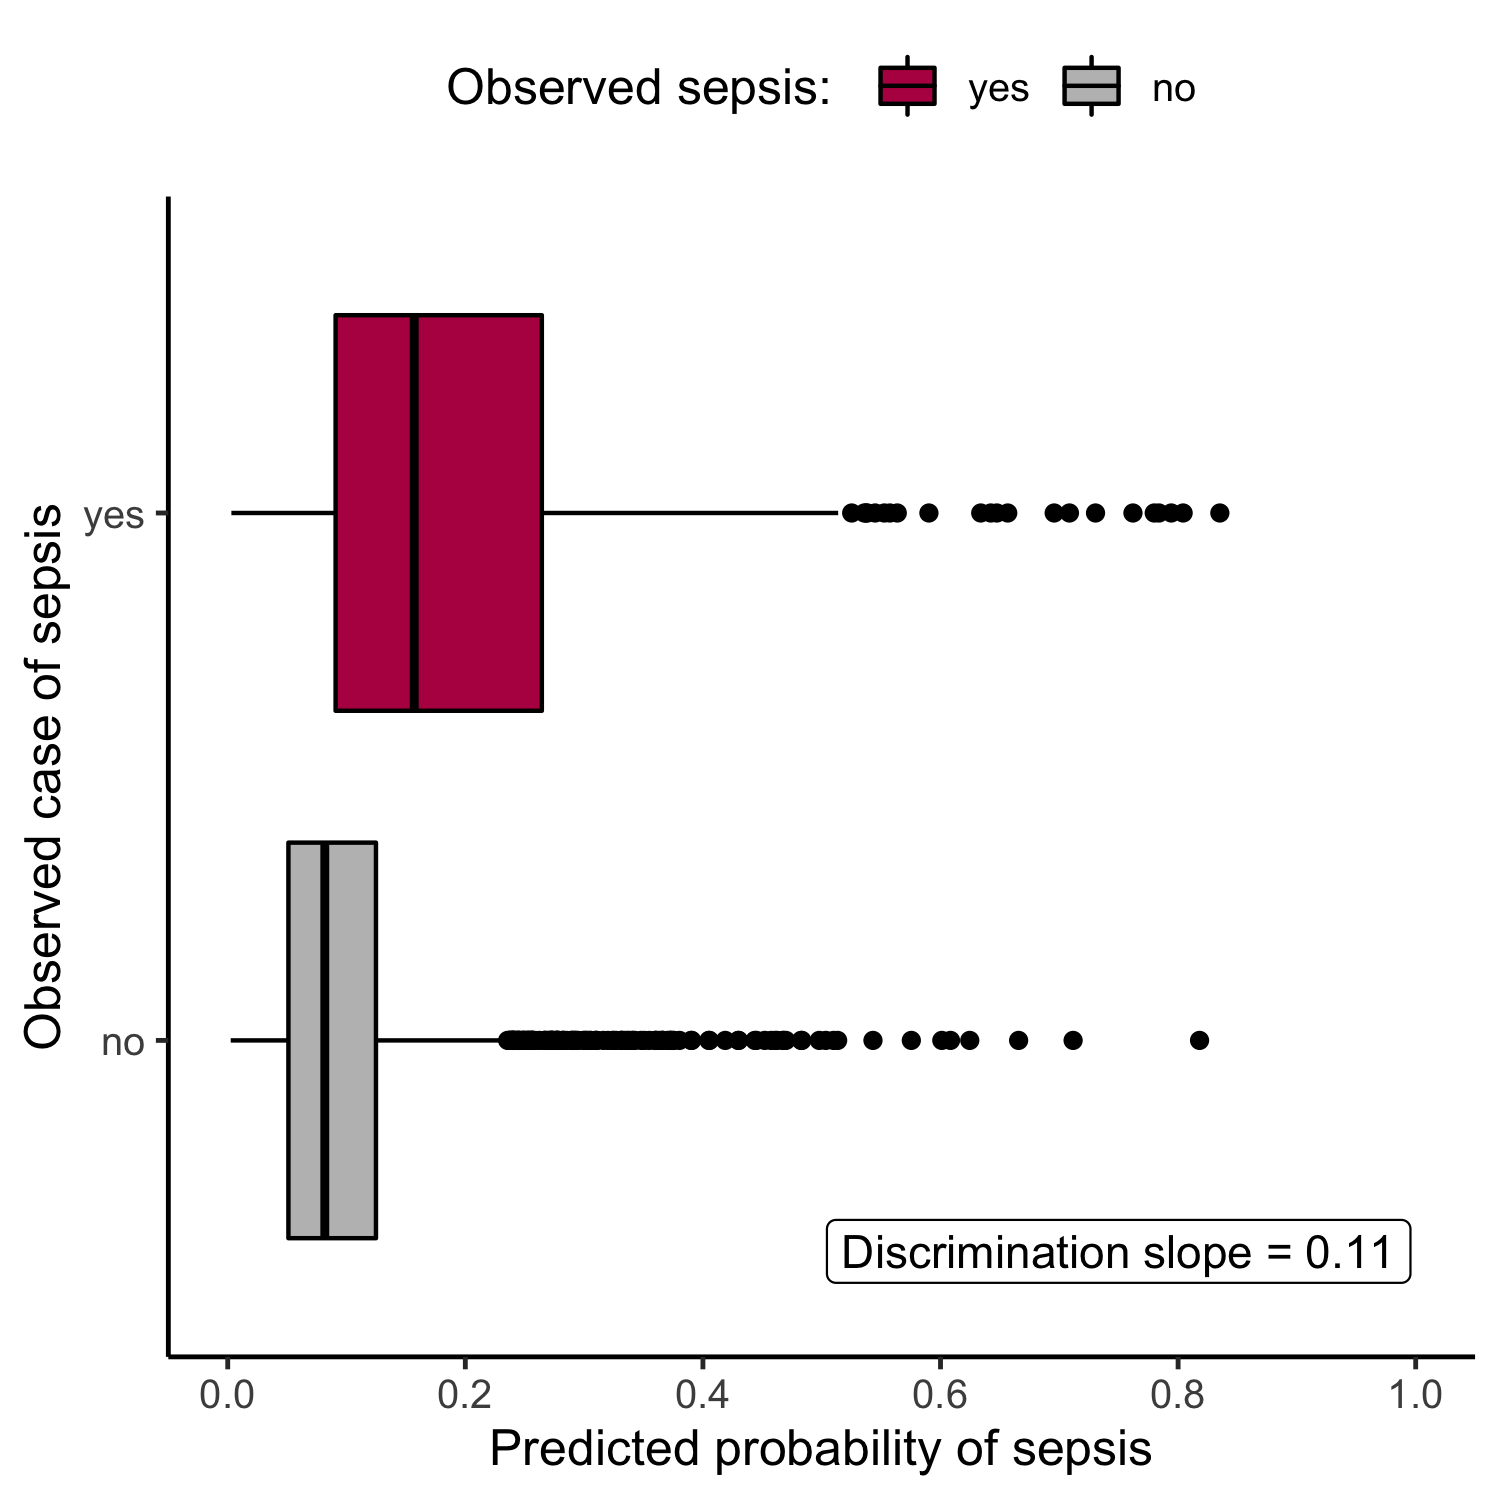 Observed sepsis: yes no
Observed case of sepsis
yes
no
Discrimination slope = 0.11
0.0 0.2 0.4 0.6 0.8 1.0
Predicted probability of sepsis